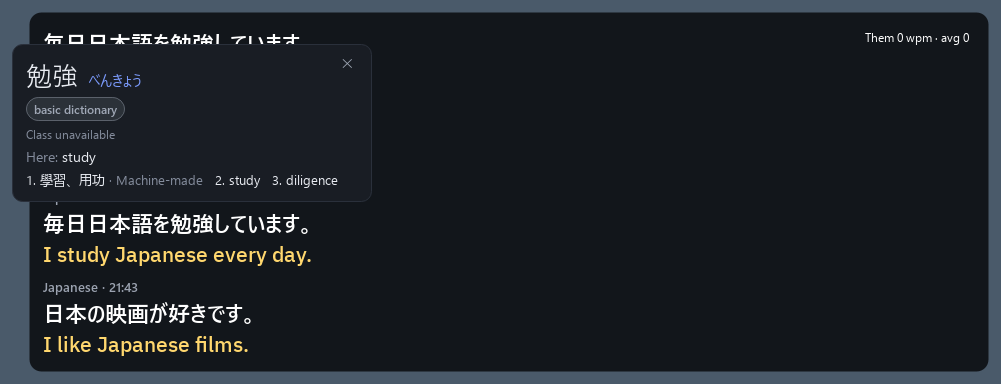 毎日日本語を勉強しています
Them 0 wpm · avg 0
勉強 べんきょう
basic dictionary
Class unavailable
Here: study
1. 學習、用功 · Machine-made 2. study 3. diligence
毎日日本語を勉強しています。
I study Japanese every day.
Japanese · 21:43
日本の映画が好きです。
I like Japanese films.